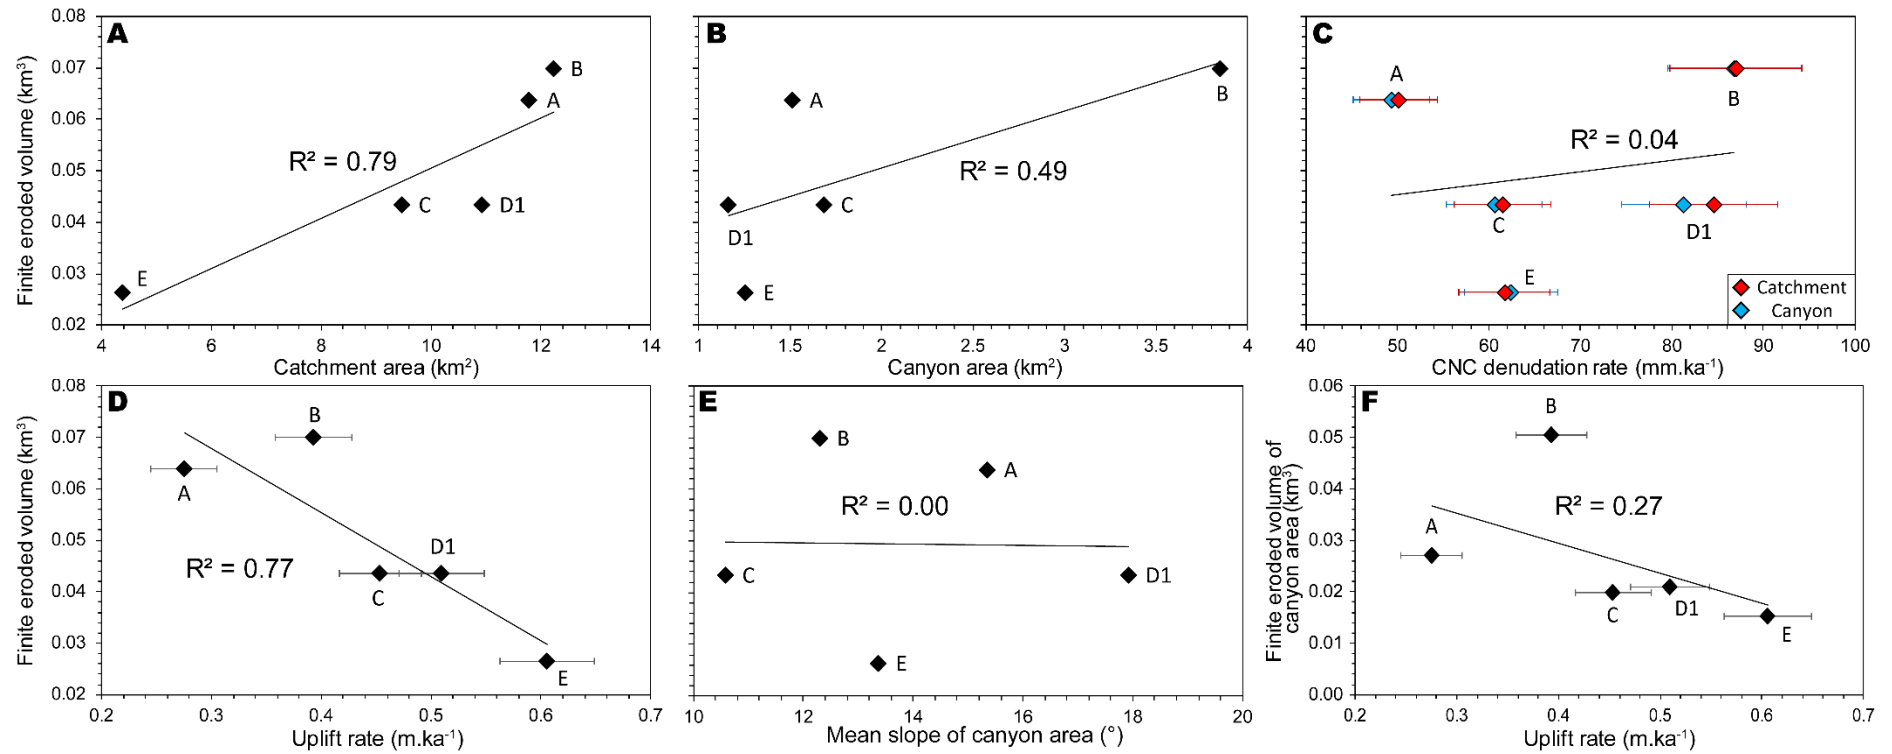 A
Finite eroded volume (km³)
0.08
0.07
0.06
0.05
0.04
0.03
0.02
B
A
R² = 0.79
C
D1
E
4
6
8
10
12
14
Catchment area (km²)
B
A
B
R² = 0.49
C
D1
E
1
1.5
2
2.5
3
3.5
4
Canyon area (km²)
C
A
B
R² = 0.04
C
D1
E
Catchment
Canyon
40
50
60
70
80
90
100
CNC denudation rate (mm.ka⁻¹)
D
Finite eroded volume (km³)
0.08
0.07
0.06
0.05
0.04
0.03
0.02
B
A
D1
R² = 0.77
C
E
0.2
0.3
0.4
0.5
0.6
0.7
Uplift rate (m.ka⁻¹)
E
B
A
R² = 0.00
C
D1
E
10
12
14
16
18
20
Mean slope of canyon area (°)
F
Finite eroded volume of
canyon area (km³)
0.06
0.05
0.04
0.03
0.02
0.01
0.00
B
R² = 0.27
A
C
D1
E
0.2
0.3
0.4
0.5
0.6
0.7
Uplift rate (m.ka⁻¹)